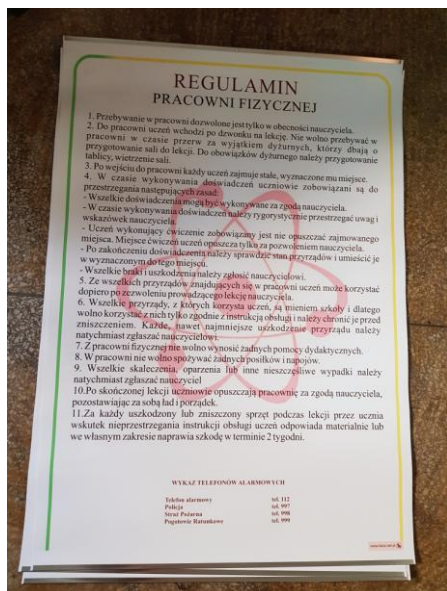 REGULAMIN
PRACOWNI FIZYCZNEJ
1. Przebywanie w pracowni dozwolone jest tylko w obecności nauczyciela.
2. Do pracowni uczeń wchodzi po dzwonku na lekcję. Nie wolno przebywać w
pracowni w czasie przerw za wyjątkiem dyżurnych, którzy dbają o
przygotowanie sali do lekcji. Do obowiązków dyżurnego należy przygotowanie
tablicy, wietrzenie sali.
3. Po wejściu do pracowni każdy uczeń zajmuje stałe, wyznaczone mu miejsce.
4. W czasie wykonywania doświadczeń uczniowie zobowiązani są do
przestrzegania następujących zasad:
- Wszelkie doświadczenia mogą być wykonywane za zgodą nauczyciela.
- W czasie wykonywania doświadczeń należy rygorystycznie przestrzegać uwag i
wskazówek nauczyciela.
- Uczeń wykonujący ćwiczenie zobowiązany jest nie opuszczać zajmowanego
miejsca. Miejsce ćwiczeń uczeń opuszcza tylko za pozwoleniem nauczyciela.
- Po zakończeniu doświadczenia należy sprawdzić stan przyrządów i umieścić je
w wyznaczonym do tego miejscu.
- Wszelkie braki i uszkodzenia należy zgłosić nauczycielowi.
5. Ze wszelkich przyrządów znajdujących się w pracowni uczeń może korzystać
dopiero po zezwoleniu prowadzącego lekcję nauczyciela.
6. Wszelkie przyrządy, z których korzysta uczeń, są mieniem szkoły i dlatego
wolno korzystać z nich tylko zgodnie z instrukcją obsługi i należy chronić je przed
zniszczeniem. Każde, nawet najmniejsze uszkodzenie przyrządu należy
natychmiast zgłaszać nauczycielowi.
7. Z pracowni fizycznej nie wolno wynosić żadnych pomocy dydaktycznych.
8. W pracowni nie wolno spożywać żadnych posiłków i napojów.
9. Wszelkie skaleczenia, oparzenia lub inne nieszczęśliwe wypadki należy
natychmiast zgłaszać nauczyciel
10.Po skończonej lekcji uczniowie opuszczają pracownię za zgodą nauczyciela,
pozostawiając za sobą ład i porządek.
11.Za każdy uszkodzony lub zniszczony sprzęt podczas lekcji przez ucznia
wskutek nieprzestrzegania instrukcji obsługi uczeń odpowiada materialnie lub
we własnym zakresie naprawia szkodę w terminie 2 tygodni.
WYKAZ TELEFONÓW ALARMOWYCH
Telefon alarmowy tel. 112
Policja tel. 997
Straż Pożarna tel. 998
Pogotowie Ratunkowe tel. 999